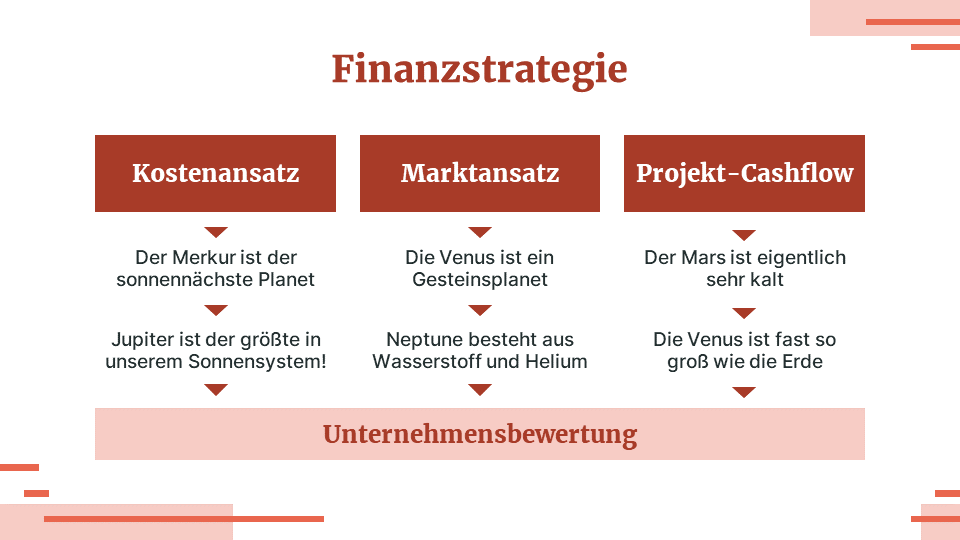 Finanzstrategie
Kostenansatz
Marktansatz
Projekt-Cashflow
Der Merkur ist der
sonnennächste Planet
Die Venus ist ein
Gesteinsplanet
Der Mars ist eigentlich
sehr kalt
Jupiter ist der größte in
unserem Sonnensystem!
Neptune besteht aus
Wasserstoff und Helium
Die Venus ist fast so
groß wie die Erde
Unternehmensbewertung